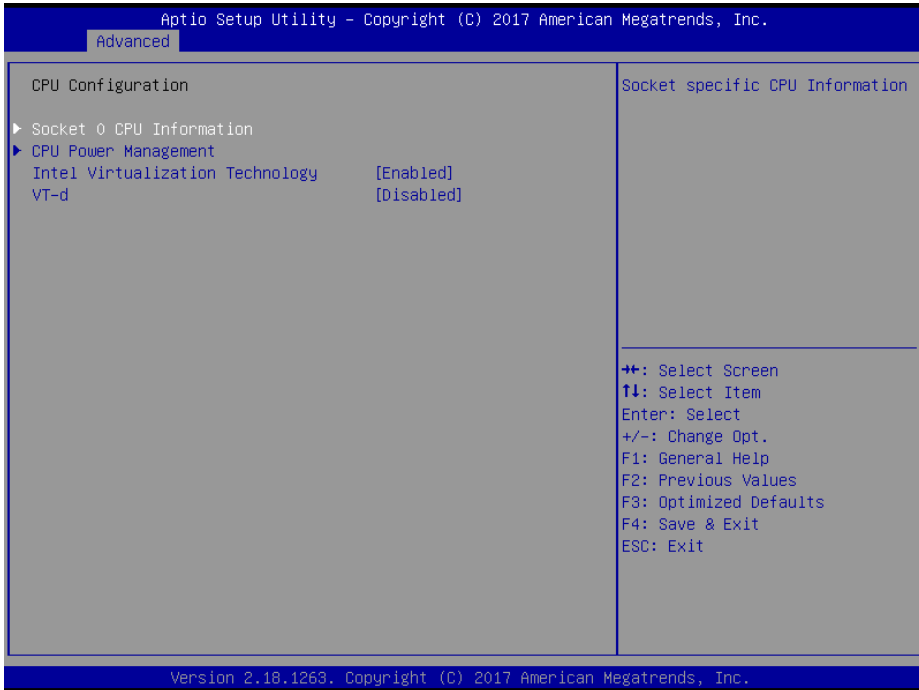 Aptio Setup Utility – Copyright (C) 2017 American Megatrends, Inc.
Advanced
CPU Configuration
Socket 0 CPU Information
CPU Power Management
Intel Virtualization Technology [Enabled]
VT-d [Disabled]
Socket specific CPU Information
→←: Select Screen
↑↓: Select Item
Enter: Select
+/-: Change Opt.
F1: General Help
F2: Previous Values
F3: Optimized Defaults
F4: Save & Exit
ESC: Exit
Version 2.18.1263. Copyright (C) 2017 American Megatrends, Inc.